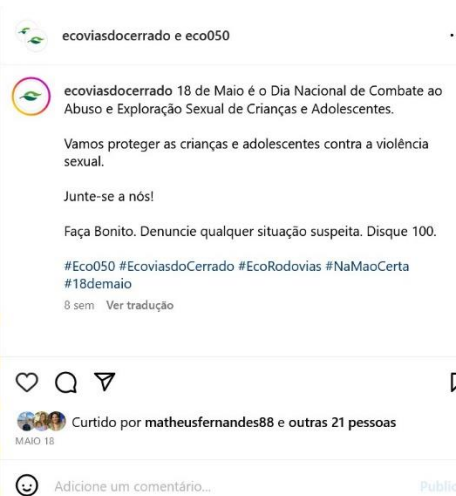 ecoviasdocerrado e eco050
ecoviasdocerrado 18 de Maio é o Dia Nacional de Combate ao
Abuso e Exploração Sexual de Crianças e Adolescentes.
Vamos proteger as crianças e adolescentes contra a violência
sexual.
Junte-se a nós!
Faça Bonito. Denuncie qualquer situação suspeita. Disque 100.
#Eco050 #EcoviasdoCerrado #EcoRodovias #NaMaoCerta
#18demaio
8 sem Ver tradução
Curtido por matheusfernandes88 e outras 21 pessoas
MAIO 18
Adicione um comentário...